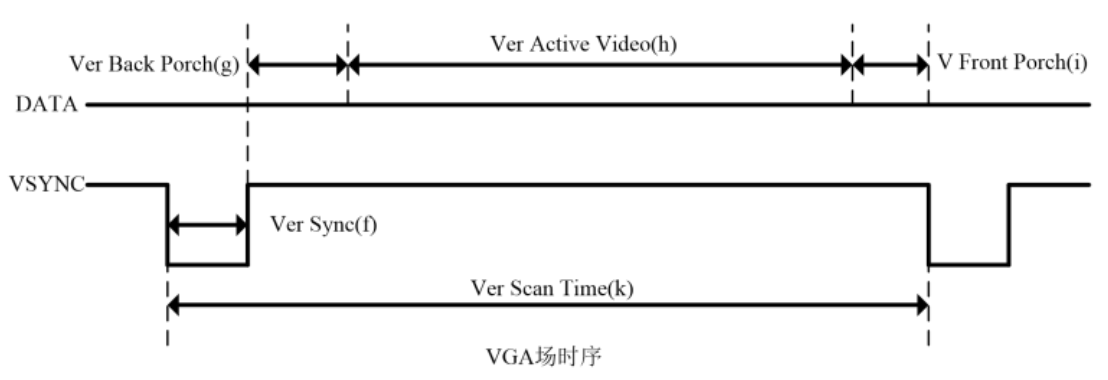 Ver Active Video(h)
Ver Back Porch(g)
V Front Porch(i)
DATA
VSYNC
Ver Sync(f)
Ver Scan Time(k)
VGA场时序